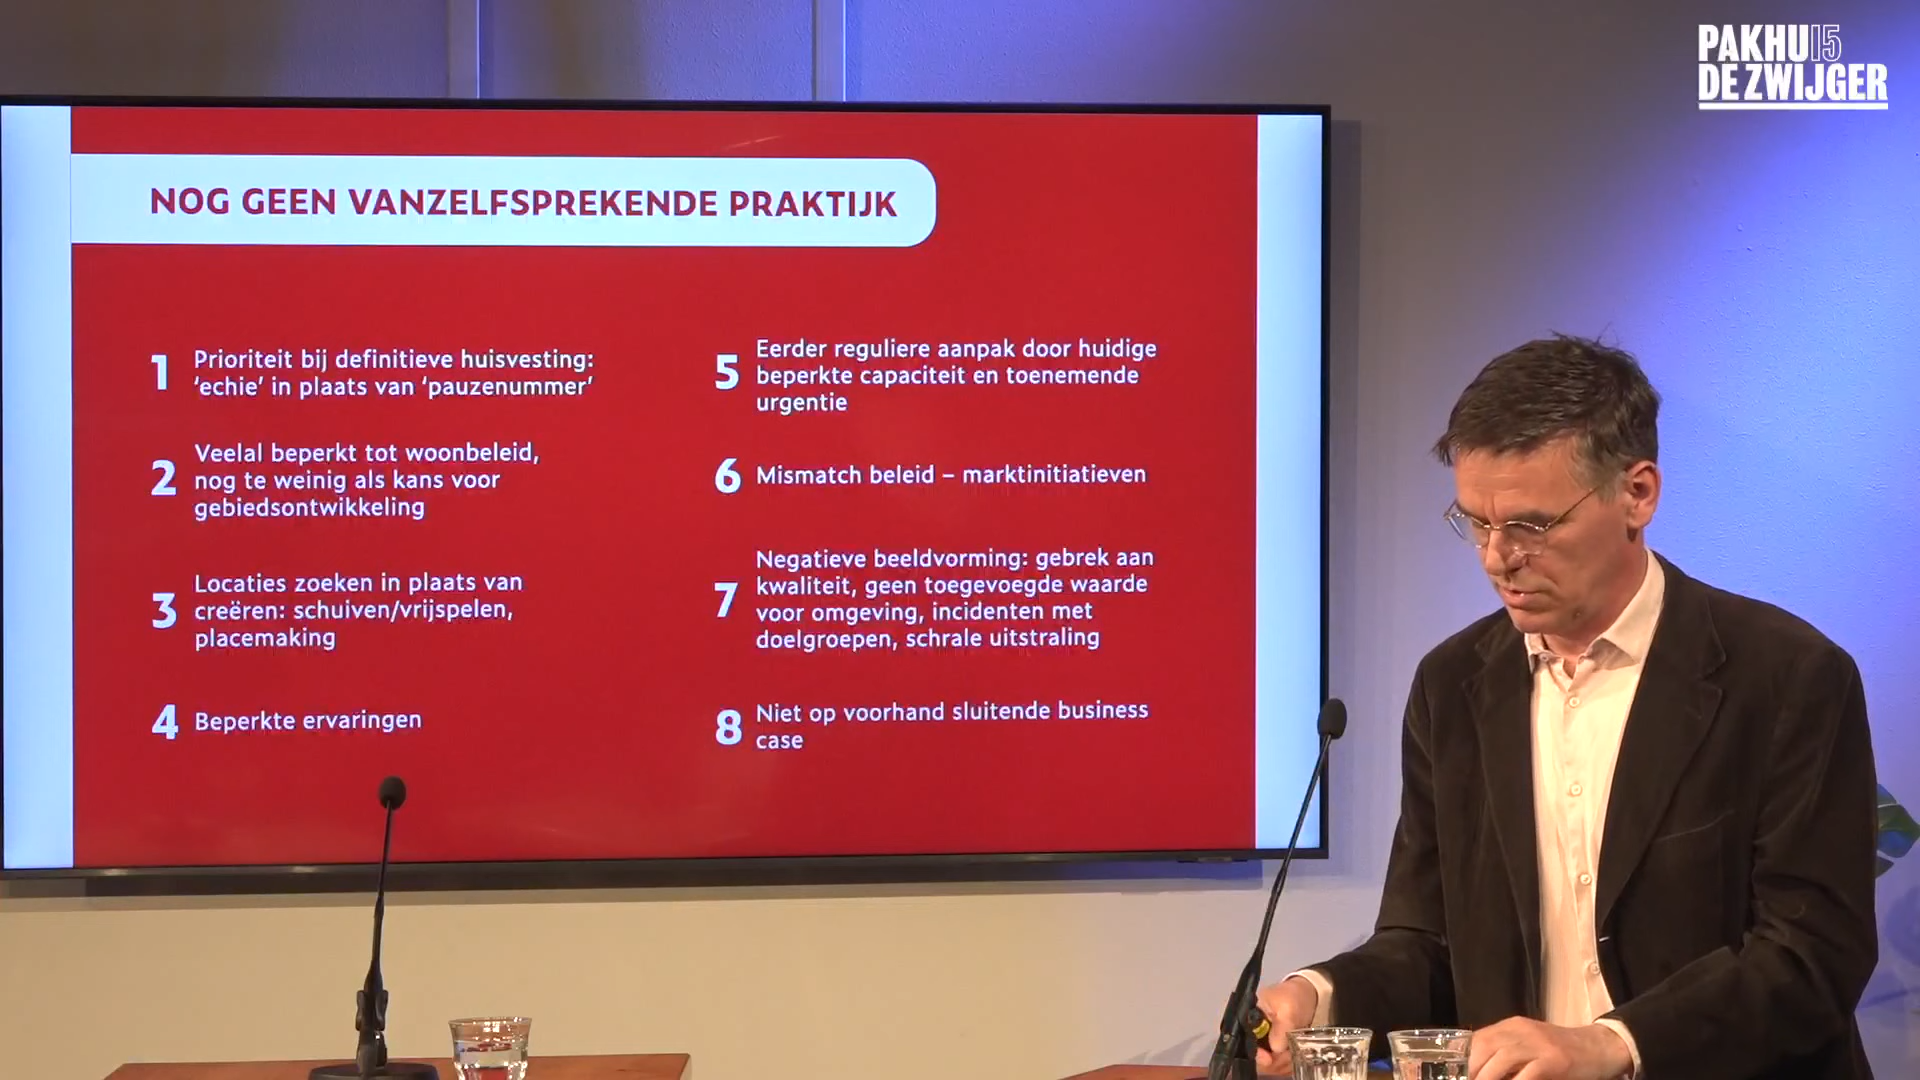 PAKHU15
DE ZWIJGER
NOG GEEN VANZELFSPREKENDE PRAKTIJK
1 Prioriteit bij definitieve huisvesting:
‘echie’ in plaats van ‘pauzenummer’
2 Veelal beperkt tot woonbeleid,
nog te weinig als kans voor
gebiedsontwikkeling
3 Locaties zoeken in plaats van
creëren: schuiven/vrijspelen,
placemaking
4 Beperkte ervaringen
5 Eerder reguliere aanpak door huidige
beperkte capaciteit en toenemende
urgentie
6 Mismatch beleid – marktinitiatieven
7 Negatieve beeldvorming: gebrek aan
kwaliteit, geen toegevoegde waarde
voor omgeving, incidenten met
doelgroepen, schrale uitstraling
8 Niet op voorhand sluitende business
case